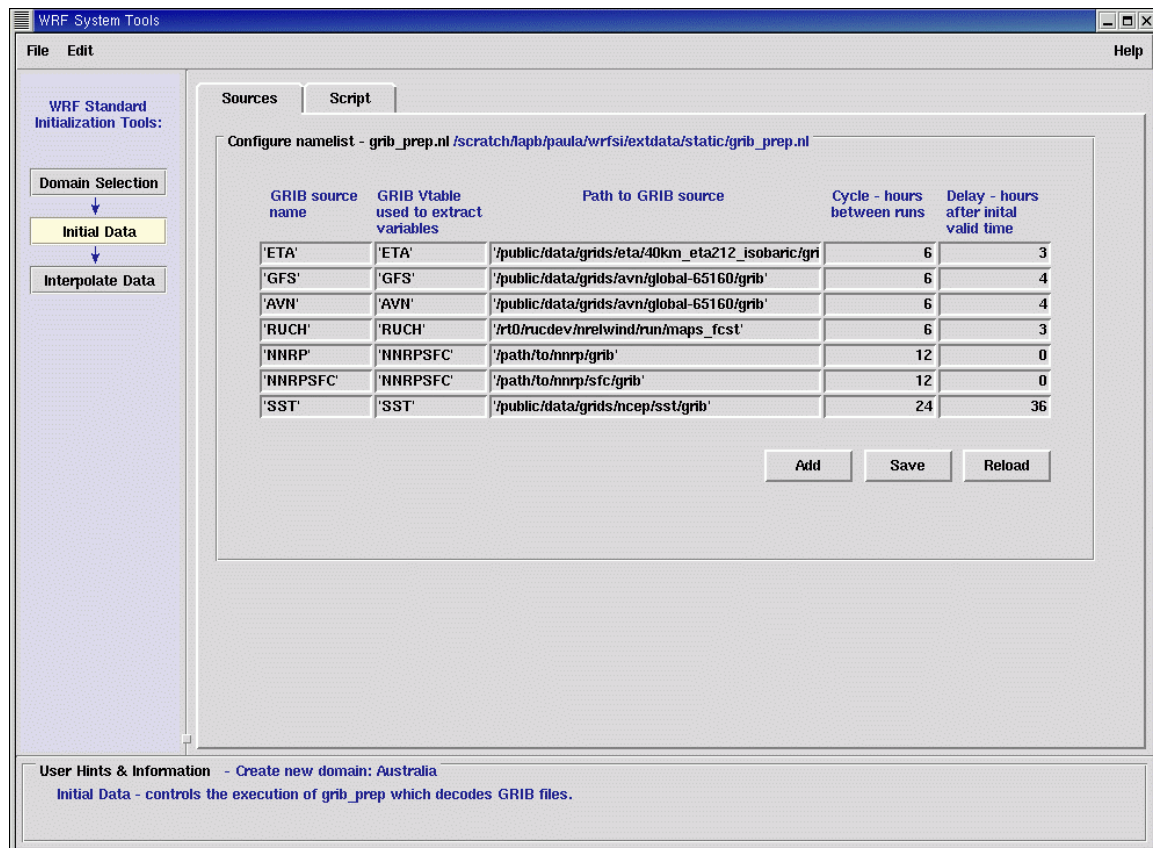 WRF System Tools
File Edit Help
WRF Standard
Initialization Tools:
Domain Selection
Initial Data
Interpolate Data
Sources Script
Configure namelist - grib_prep.nl /scratch/lapb/paula/wrfsi/extdata/static/grib_prep.nl
GRIB source GRIB Vtable Path to GRIB source Cycle - hours Delay - hours
name used to extract between runs after inital
variables valid time
'ETA' 'ETA' '/public/data/grids/eta/40km_eta212_isobaric/gri 6 3
'GFS' 'GFS' '/public/data/grids/avn/global-65160/grib' 6 4
'AVN' 'AVN' '/public/data/grids/avn/global-65160/grib' 6 4
'RUCH' 'RUCH' '/rt0/rucdev/nrelwind/run/maps_fcst' 6 3
'NNRP' 'NNRPSFC' '/path/to/nnrp/grib' 12 0
'NNRPSFC' 'NNRPSFC' '/path/to/nnrp/sfc/grib' 12 0
'SST' 'SST' '/public/data/grids/ncep/sst/grib' 24 36
Add Save Reload
User Hints & Information - Create new domain: Australia
Initial Data - controls the execution of grib_prep which decodes GRIB files.